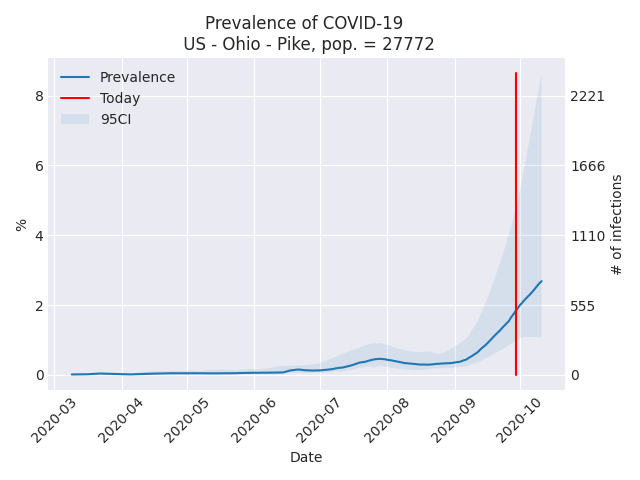 Prevalence of COVID-19
US - Ohio - Pike, pop. = 27772
Prevalence
Today
95CI
%
8
6
4
2
0
2221
1666
1110
555
0
# of infections
2020-03
2020-04
2020-05
2020-06
2020-07
2020-08
2020-09
2020-10
Date